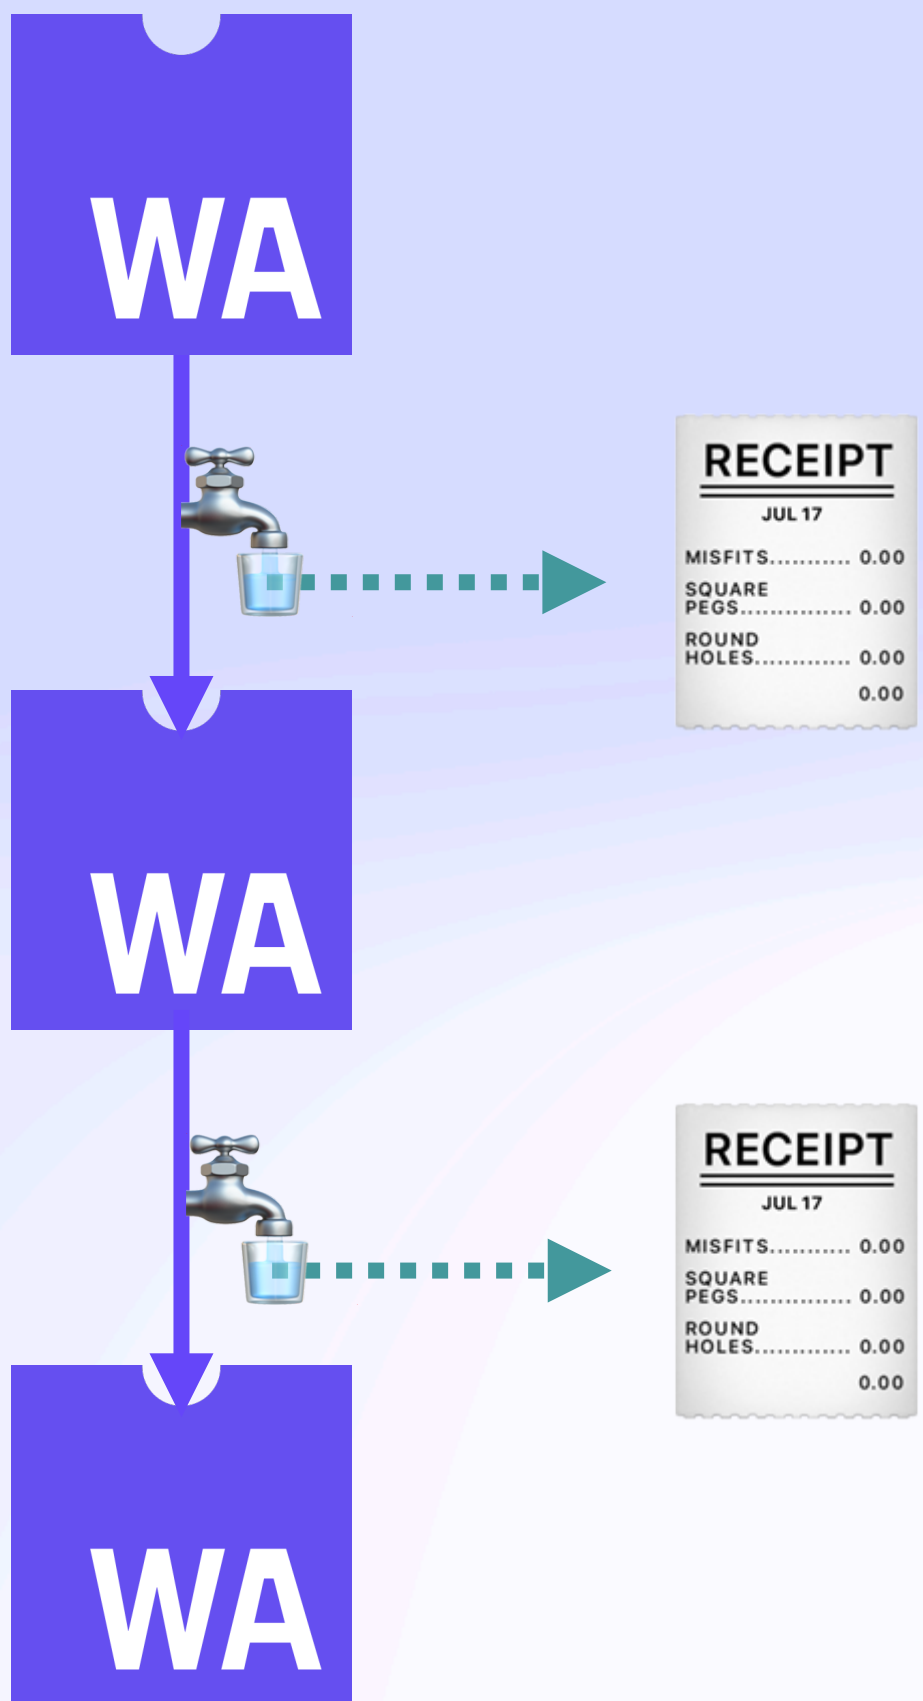 WA
RECEIPT
JUL 17
MISFITS........... 0.00
SQUARE
PEGS............... 0.00
ROUND
HOLES............. 0.00
0.00
WA
RECEIPT
JUL 17
MISFITS........... 0.00
SQUARE
PEGS............... 0.00
ROUND
HOLES............. 0.00
0.00
WA